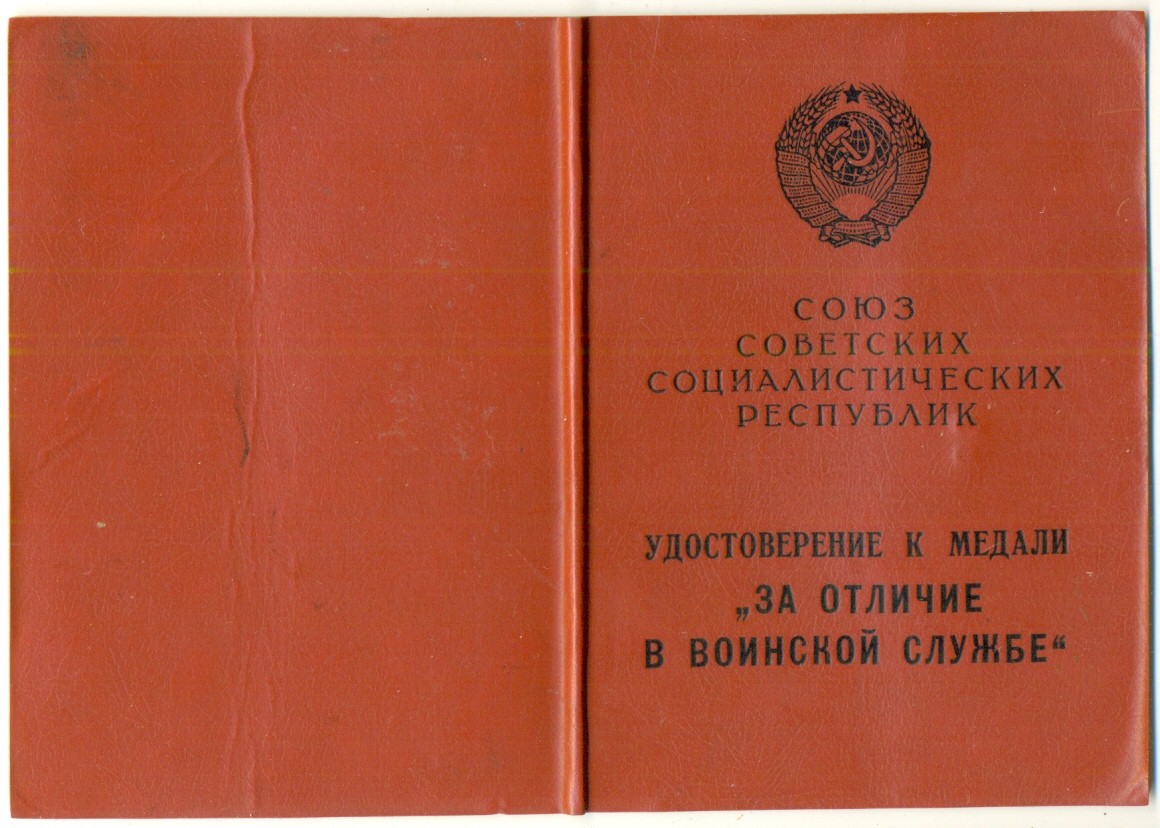 СОЮЗ
СОВЕТСКИХ
СОЦИАЛИСТИЧЕСКИХ
РЕСПУБЛИК
УДОСТОВЕРЕНИЕ К МЕДАЛИ
„ЗА ОТЛИЧИЕ
В ВОИНСКОЙ СЛУЖБЕ“